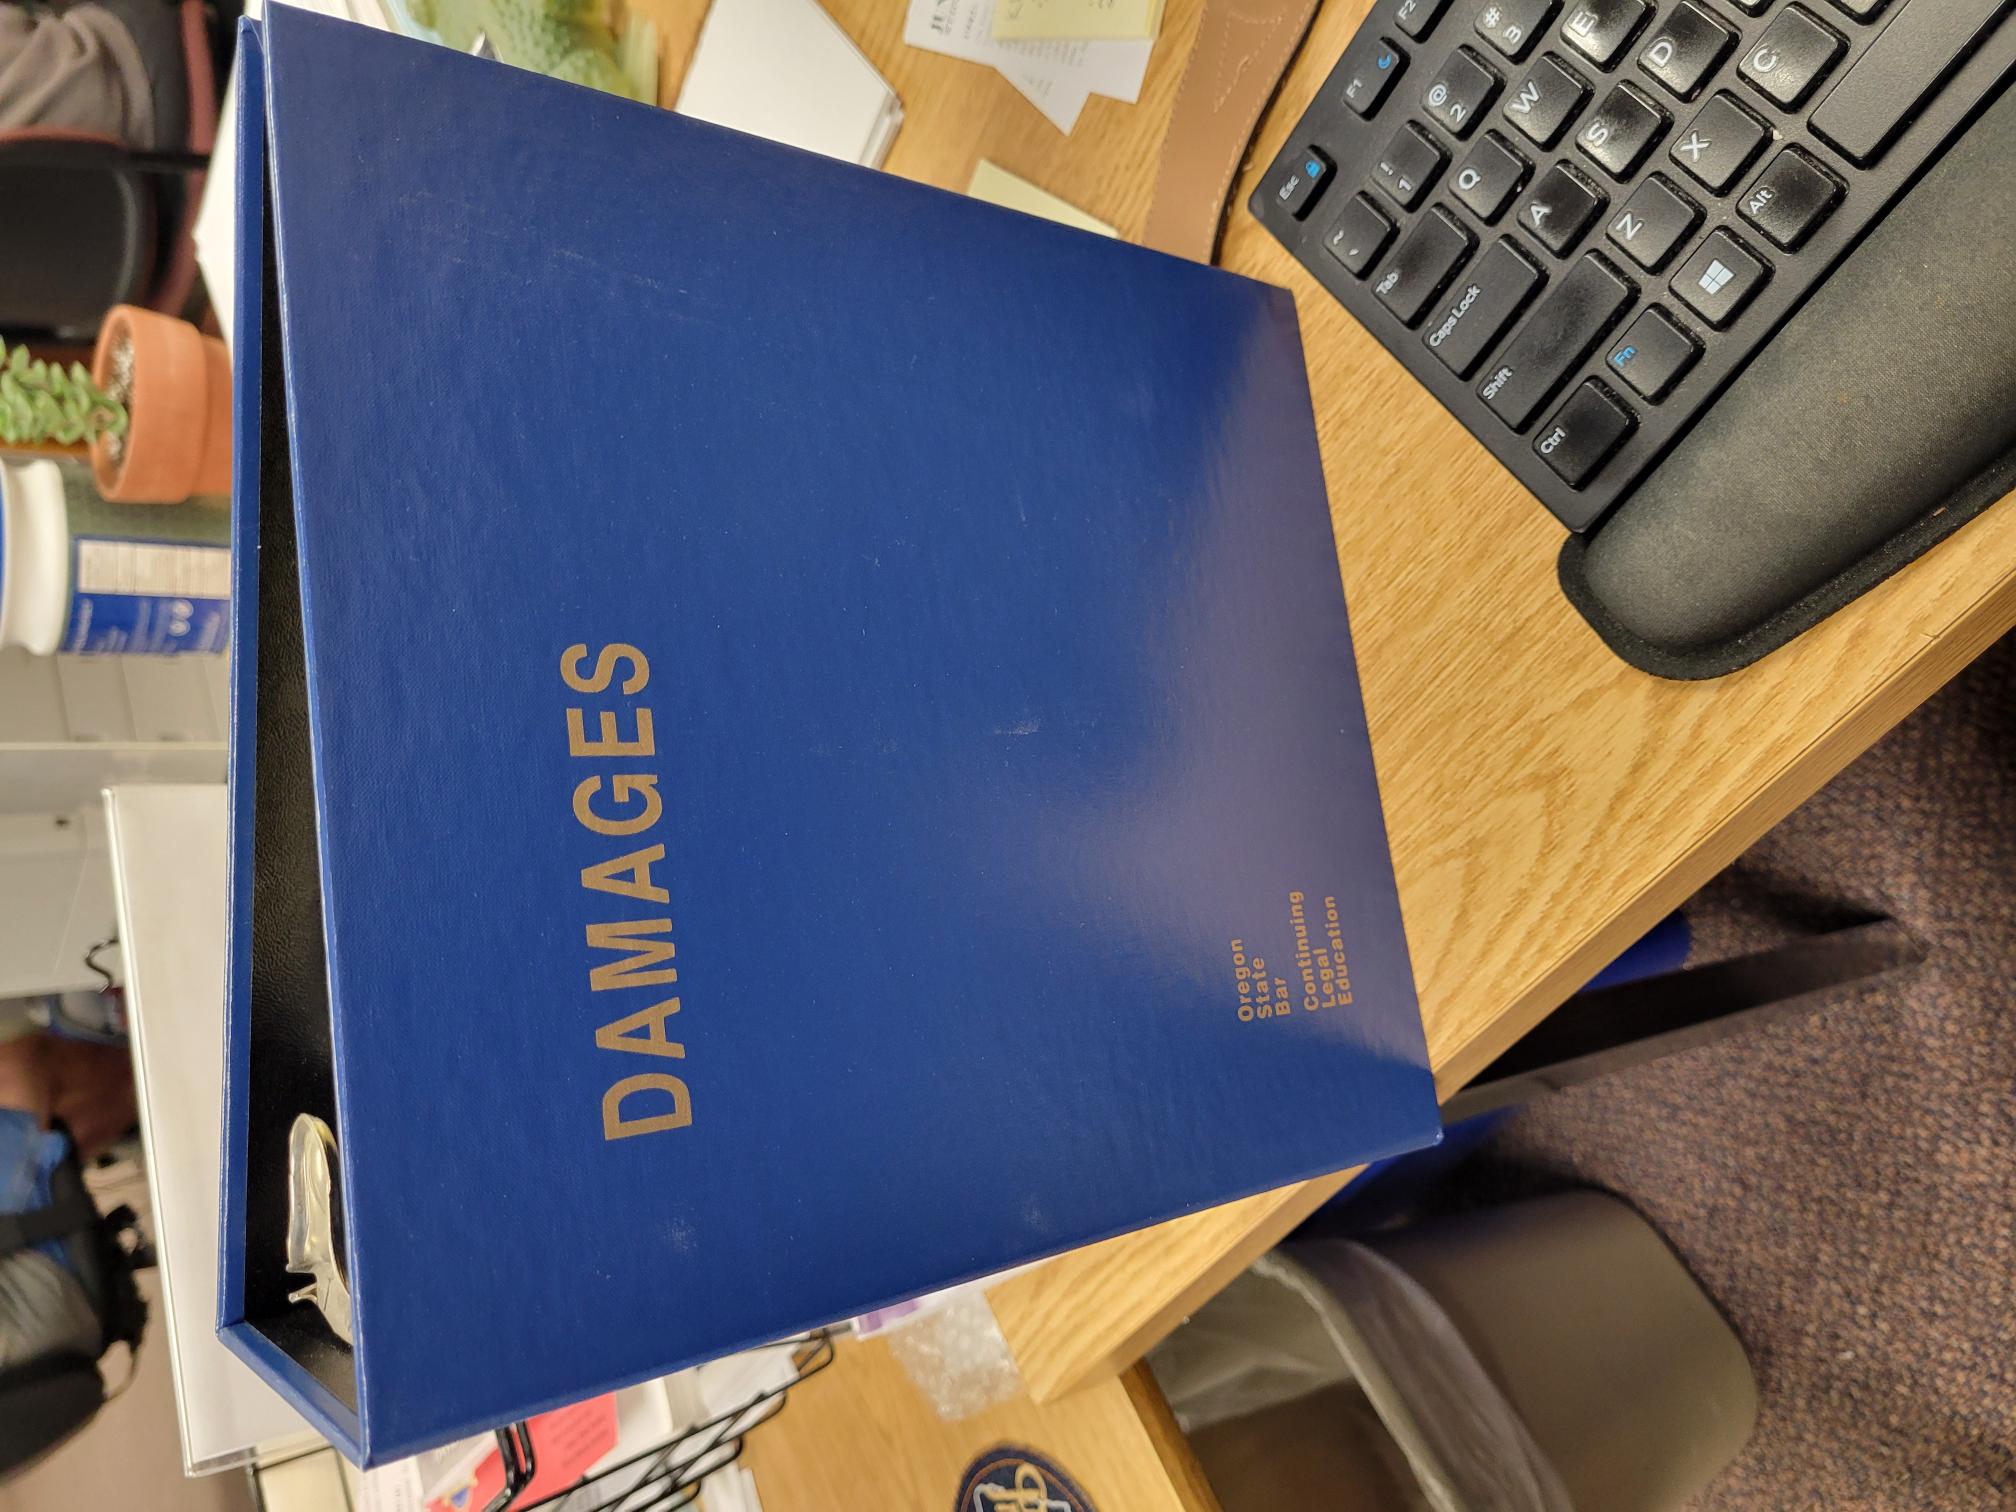 DAMAGES
Oregon
State
Bar
Continuing
Legal
Education
Esc
F1
F2
~
`
!
1
@
2
#
3
Tab
Q
W
E
Caps Lock
A
S
D
Shift
Z
X
C
Ctrl
Fn
Alt